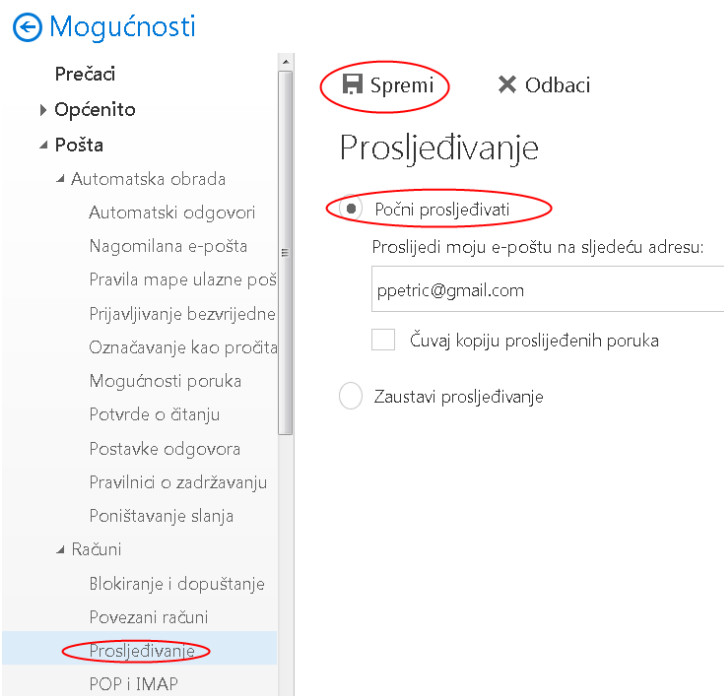 Mogućnosti
Prečaci
Općenito
Pošta
Automatska obrada
Automatski odgovori
Nagomilana e-pošta
Pravila mape ulazne poš
Prijavljivanje bezvrijedne
Označavanje kao pročita
Mogućnosti poruka
Potvrde o čitanju
Postavke odgovora
Pravilnici o zadržavanju
Poništavanje slanja
Računi
Blokiranje i dopuštanje
Povezani računi
Prosljeđivanje
POP i IMAP
Spremi Odbaci
Prosljeđivanje
Počni prosljeđivati
Proslijedi moju e-poštu na sljedeću adresu:
ppetric@gmail.com
Čuvaj kopiju proslijeđenih poruka
Zaustavi prosljeđivanje